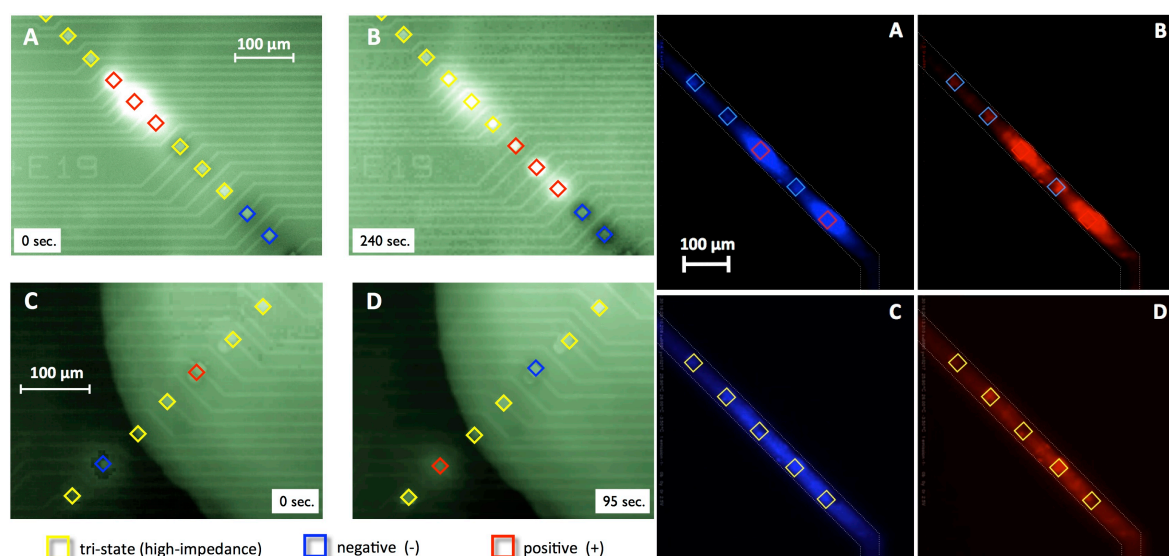 A
100 µm
-E19
0 sec.
B
240 sec.
C
100 µm
0 sec.
D
95 sec.
tri-state (high-impedance)
negative (-)
positive (+)
A
100 µm
B
C
D